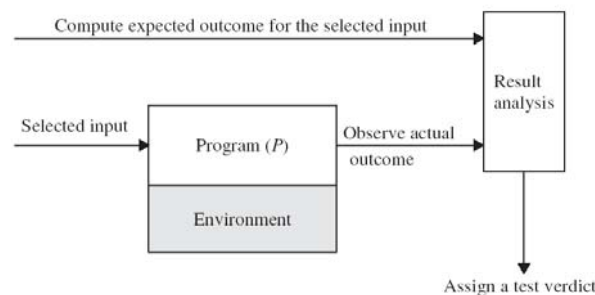 Compute expected outcome for the selected input
Result
analysis
Selected input
Program (P)
Observe actual
outcome
Environment
Assign a test verdict